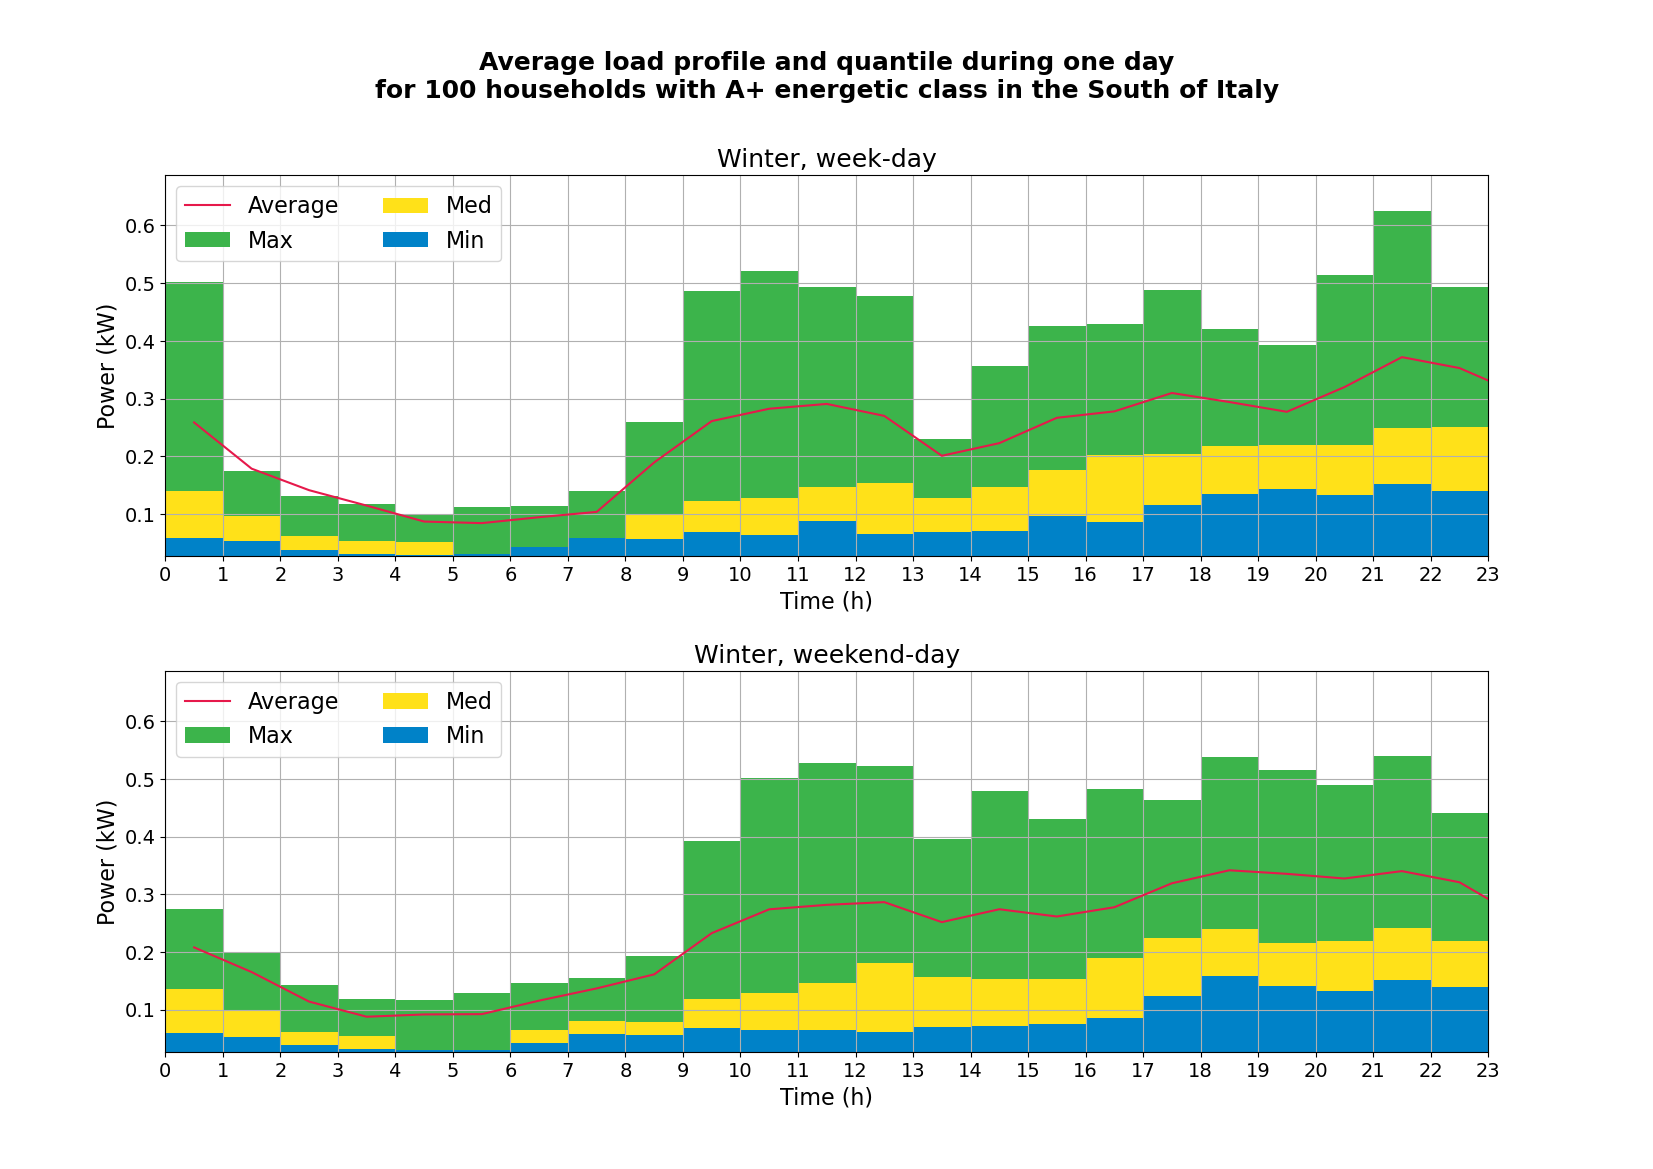 Average load profile and quantile during one day
for 100 households with A+ energetic class in the South of Italy
Winter, week-day
Average Med
Max Min
0.6
0.5
0.4
0.3
0.2
0.1
Power (kW)
0 1 2 3 4 5 6 7 8 9 10 11 12 13 14 15 16 17 18 19 20 21 22 23
Time (h)
Winter, weekend-day
Average Med
Max Min
0.6
0.5
0.4
0.3
0.2
0.1
Power (kW)
0 1 2 3 4 5 6 7 8 9 10 11 12 13 14 15 16 17 18 19 20 21 22 23
Time (h)